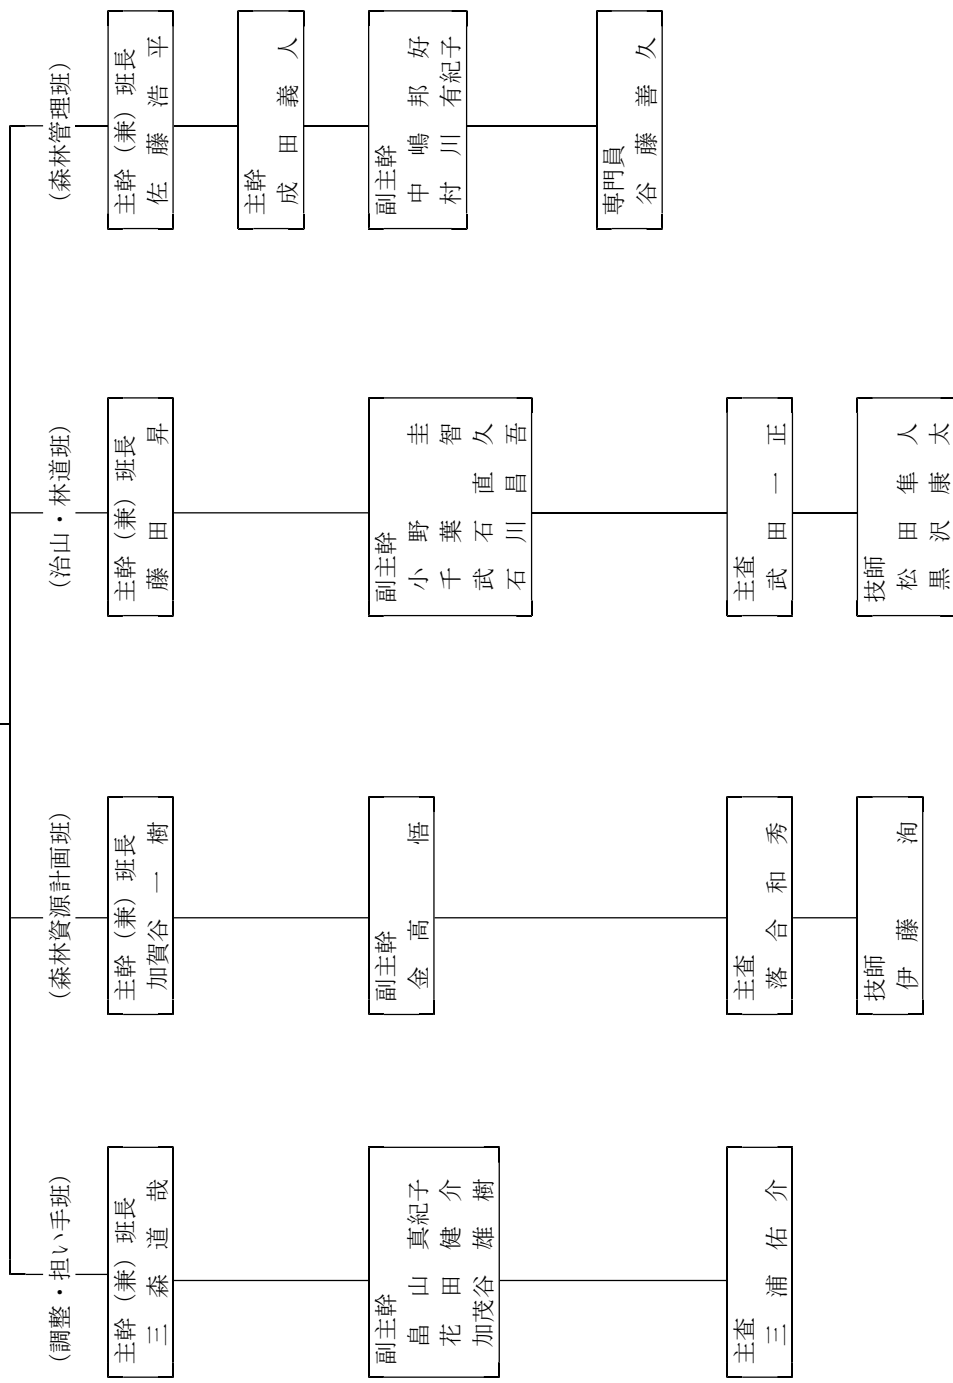 (調整・担い手班)
主幹(兼)班長
三森道哉
副主幹
畠山真紀子
花田健介
加茂谷雄樹
主査
三浦佑介
(森林資源計画班)
主幹(兼)班長
加賀谷一樹
副主幹
金高悟
主査
落合和秀
技師
伊藤洵
(治山・林道班)
主幹(兼)班長
藤田昇
副主幹
小野圭
千葉智
武石直久
石川昌吾
主査
武田一正
技師
松田隼人
黒沢康太
(森林管理班)
主幹(兼)班長
佐藤浩平
主幹
成田義人
副主幹
中嶋邦好
村川有紀子
専門員
谷藤善久